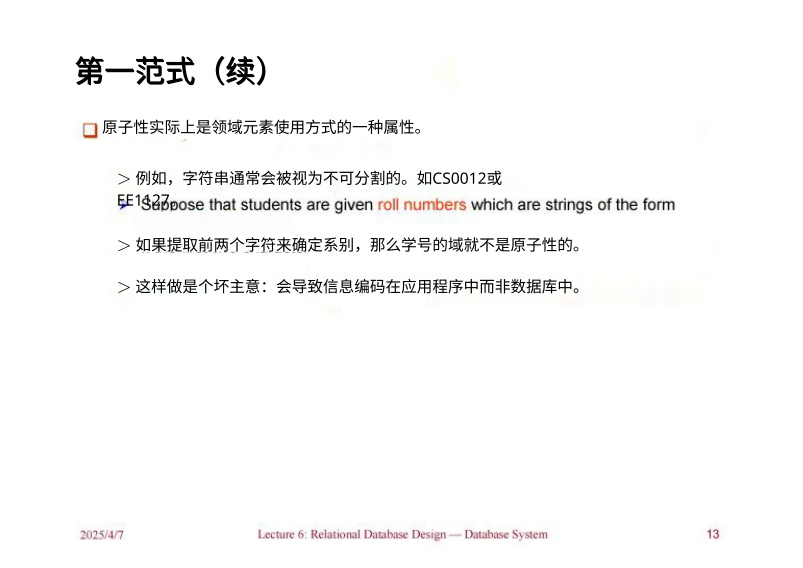 第一范式（续）
原子性实际上是领域元素使用方式的一种属性。
＞例如，字符串通常会被视为不可分割的。如CS0012或
EE1127。
Suppose that students are given roll numbers which are strings of the form
＞如果提取前两个字符来确定系别，那么学号的域就不是原子性的。
＞这样做是个坏主意：会导致信息编码在应用程序中而非数据库中。
2025/4/7
Lecture 6: Relational Database Design — Database System
13